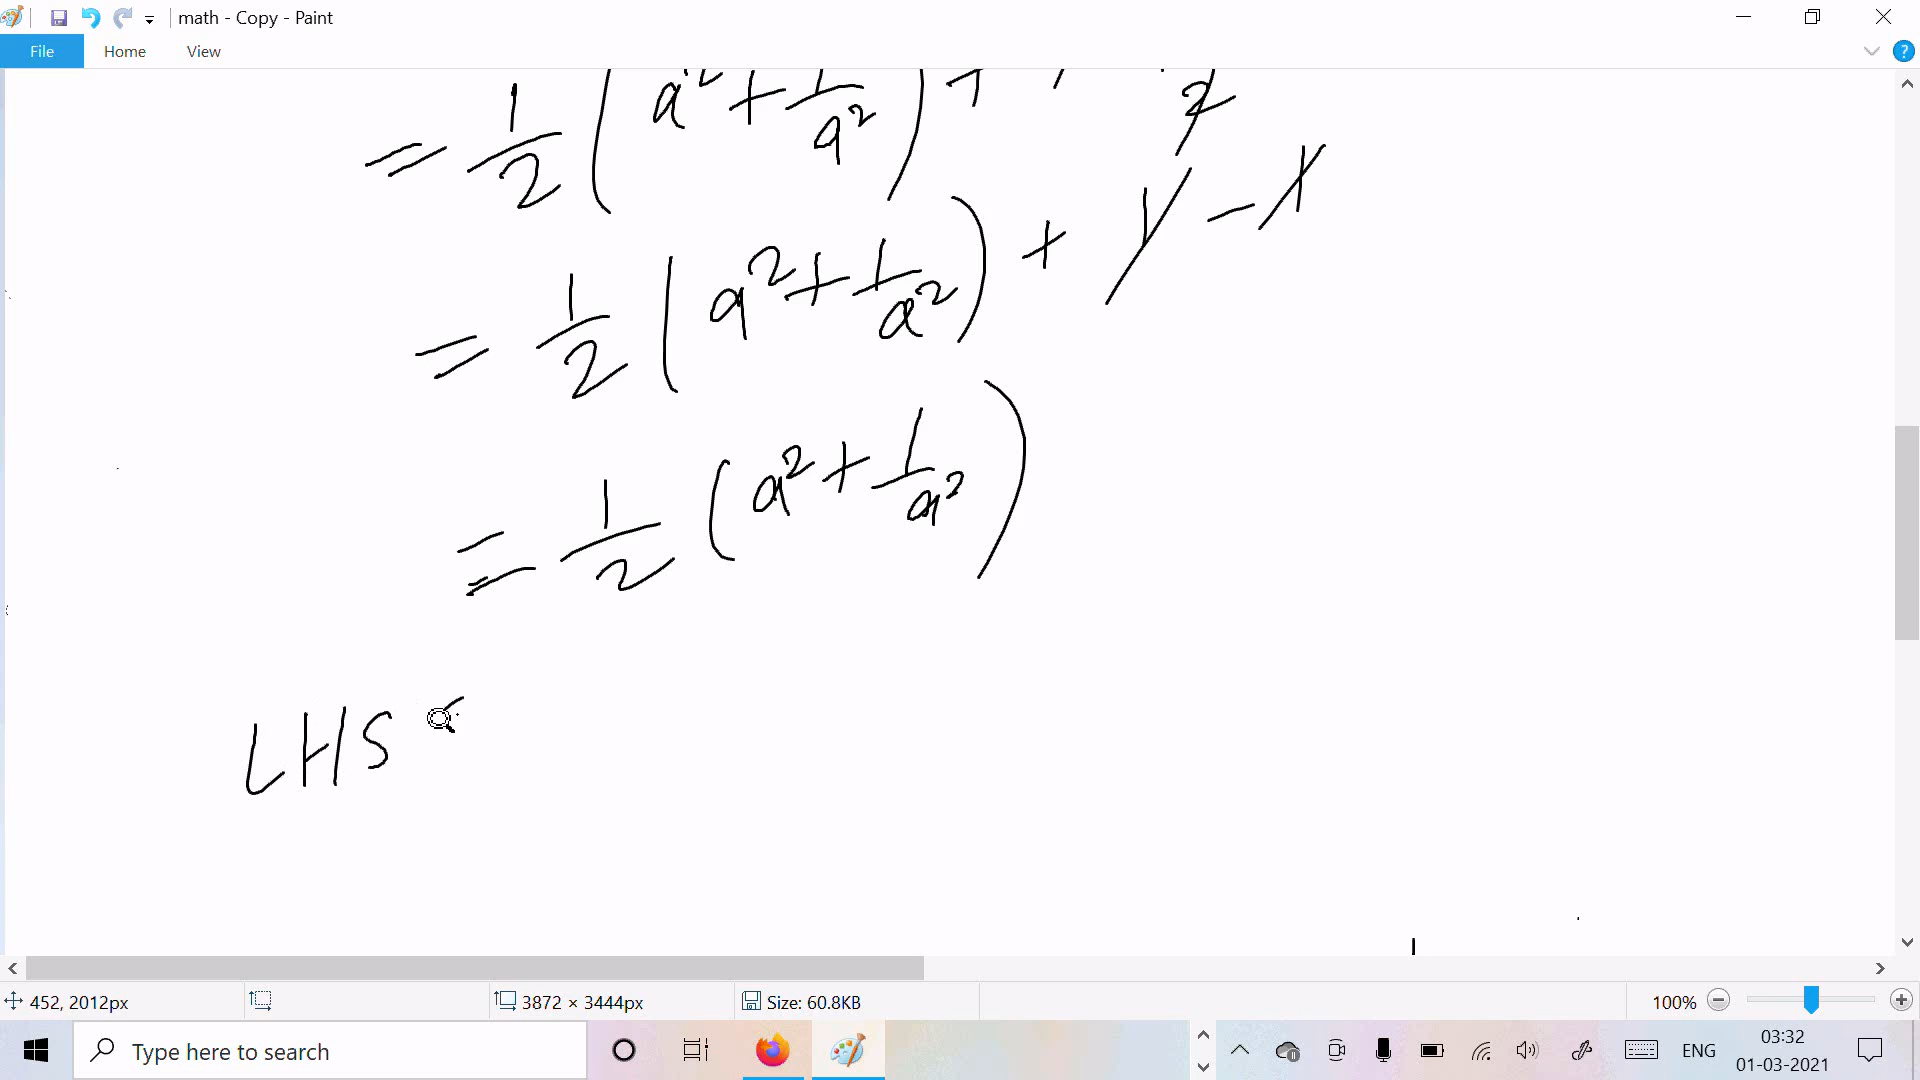 math - Copy - Paint
File Home View
= 1/2 (a² + 1/a²) +
= 1/2 (a² + 1/a²) + 1 - 1
= 1/2 (a² + 1/a²)
LHS
452, 2012px 3872 × 3444px Size: 60.8KB 100%
Type here to search ENG 03:32
01-03-2021